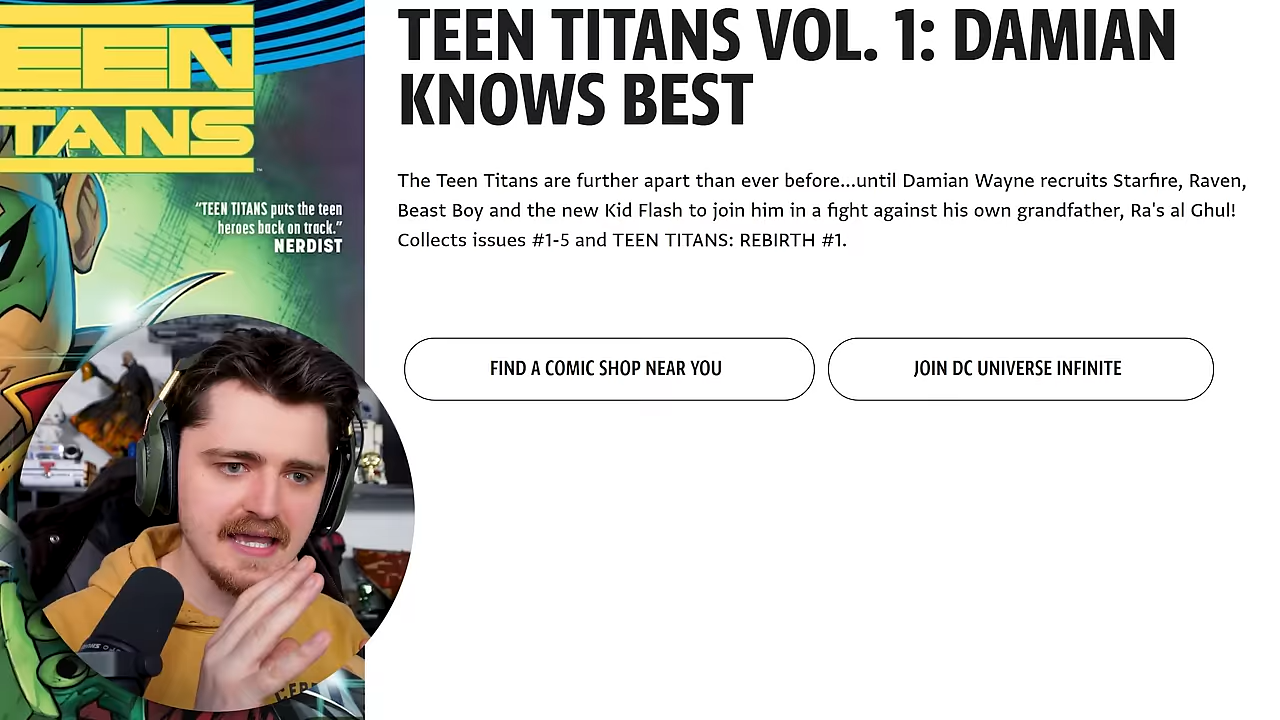 TEEN TITANS VOL. 1: DAMIAN
KNOWS BEST
EEN
TANS
"TEEN TITANS puts the teen
heroes back on track."
NERDIST
The Teen Titans are further apart than ever before...until Damian Wayne recruits Starfire, Raven,
Beast Boy and the new Kid Flash to join him in a fight against his own grandfather, Ra's al Ghul!
Collects issues #1-5 and TEEN TITANS: REBIRTH #1.
FIND A COMIC SHOP NEAR YOU
JOIN DC UNIVERSE INFINITE